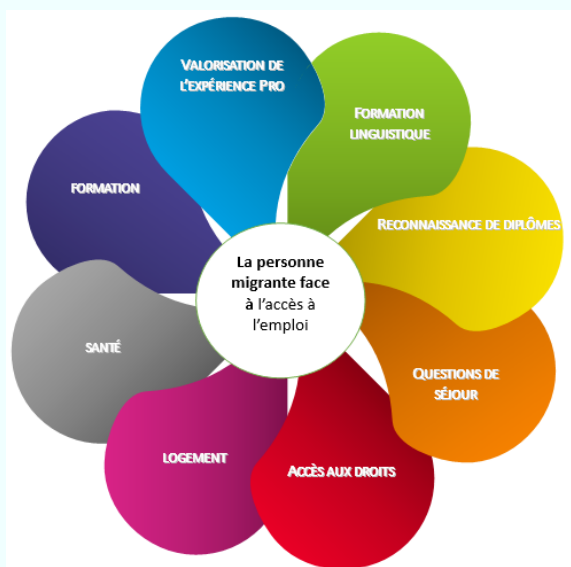 VALORISATION DE
L'EXPÉRIENCE PRO
FORMATION
LINGUISTIQUE
RECONNAISSANCE DE DIPLÔMES
QUESTIONS DE
SÉJOUR
ACCÈS AUX DROITS
LOGEMENT
SANTÉ
FORMATION
La personne
migrante face
à l'accès à
l'emploi